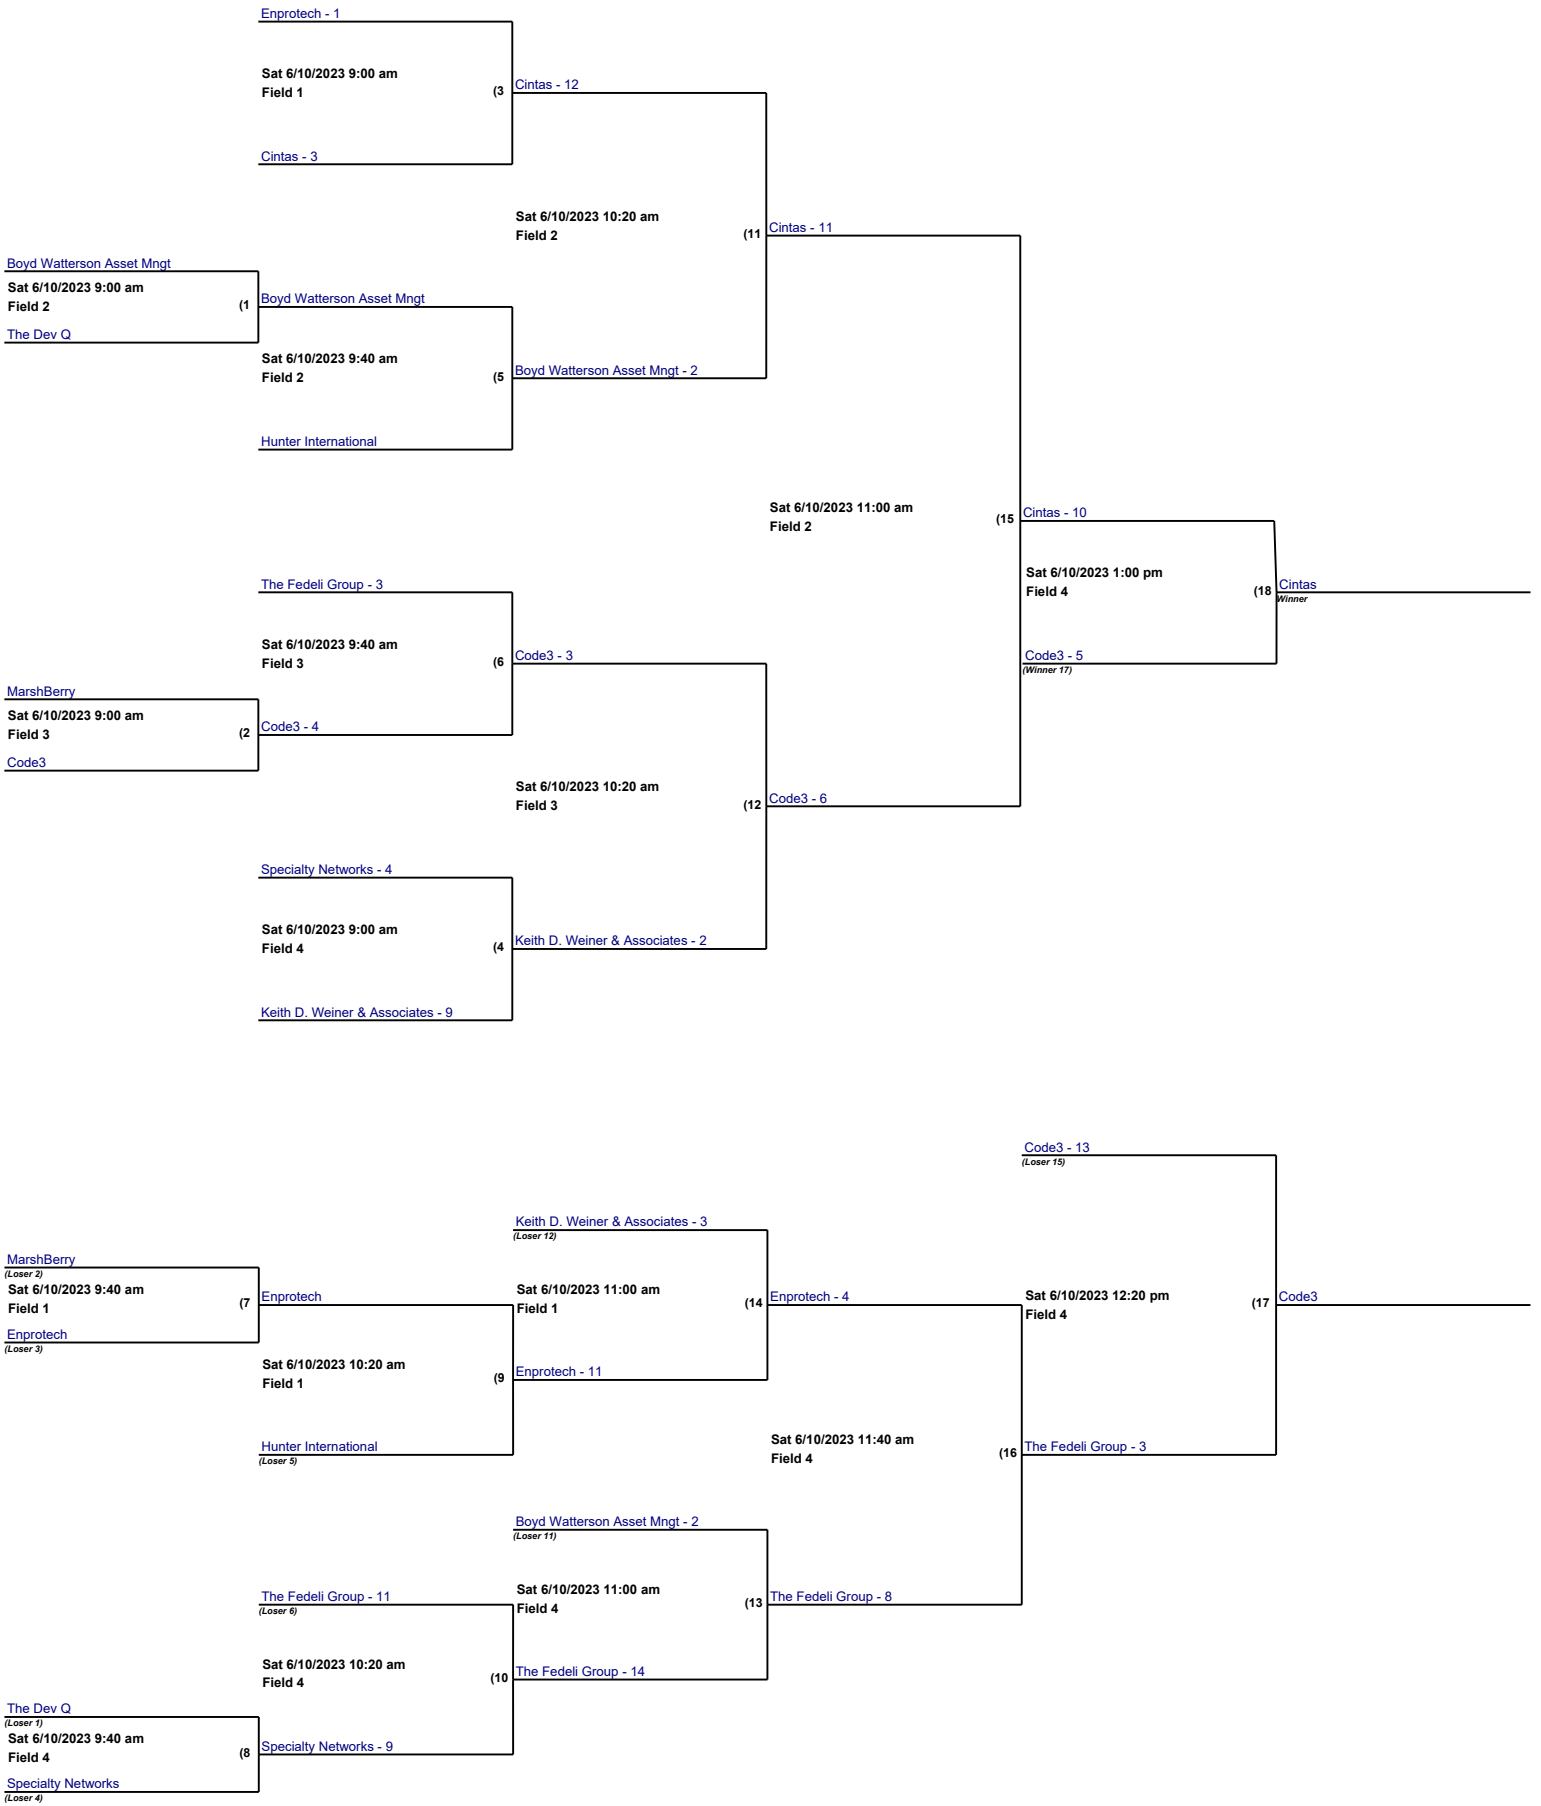 Enprotech - 1
Sat 6/10/2023 9:00 am
Field 1
(3
Cintas - 12
Cintas - 3
Sat 6/10/2023 10:20 am
Field 2
(11
Cintas - 11
Boyd Watterson Asset Mngt
Sat 6/10/2023 9:00 am
Field 2
(1
Boyd Watterson Asset Mngt
The Dev Q
Sat 6/10/2023 9:40 am
Field 2
(5
Boyd Watterson Asset Mngt - 2
Hunter International
Sat 6/10/2023 11:00 am
Field 2
(15
Cintas - 10
Sat 6/10/2023 1:00 pm
Field 4
(18
Cintas
Winner
The Fedeli Group - 3
Sat 6/10/2023 9:40 am
Field 3
(6
Code3 - 3
Code3 - 5
(Winner 17)
MarshBerry
Sat 6/10/2023 9:00 am
Field 3
(2
Code3 - 4
Code3
Sat 6/10/2023 10:20 am
Field 3
(12
Code3 - 6
Specialty Networks - 4
Sat 6/10/2023 9:00 am
Field 4
(4
Keith D. Weiner & Associates - 2
Keith D. Weiner & Associates - 9
Code3 - 13
(Loser 15)
Keith D. Weiner & Associates - 3
(Loser 12)
MarshBerry
(Loser 2)
Sat 6/10/2023 9:40 am
Field 1
(7
Enprotech
Sat 6/10/2023 11:00 am
Field 1
(14
Enprotech - 4
Sat 6/10/2023 12:20 pm
Field 4
(17
Code3
Enprotech
(Loser 3)
Sat 6/10/2023 10:20 am
Field 1
(9
Enprotech - 11
Hunter International
(Loser 5)
Sat 6/10/2023 11:40 am
Field 4
(16
The Fedeli Group - 3
Boyd Watterson Asset Mngt - 2
(Loser 11)
The Fedeli Group - 11
(Loser 6)
Sat 6/10/2023 11:00 am
Field 4
(13
The Fedeli Group - 8
Sat 6/10/2023 10:20 am
Field 4
(10
The Fedeli Group - 14
The Dev Q
(Loser 1)
Sat 6/10/2023 9:40 am
Field 4
(8
Specialty Networks - 9
Specialty Networks
(Loser 4)